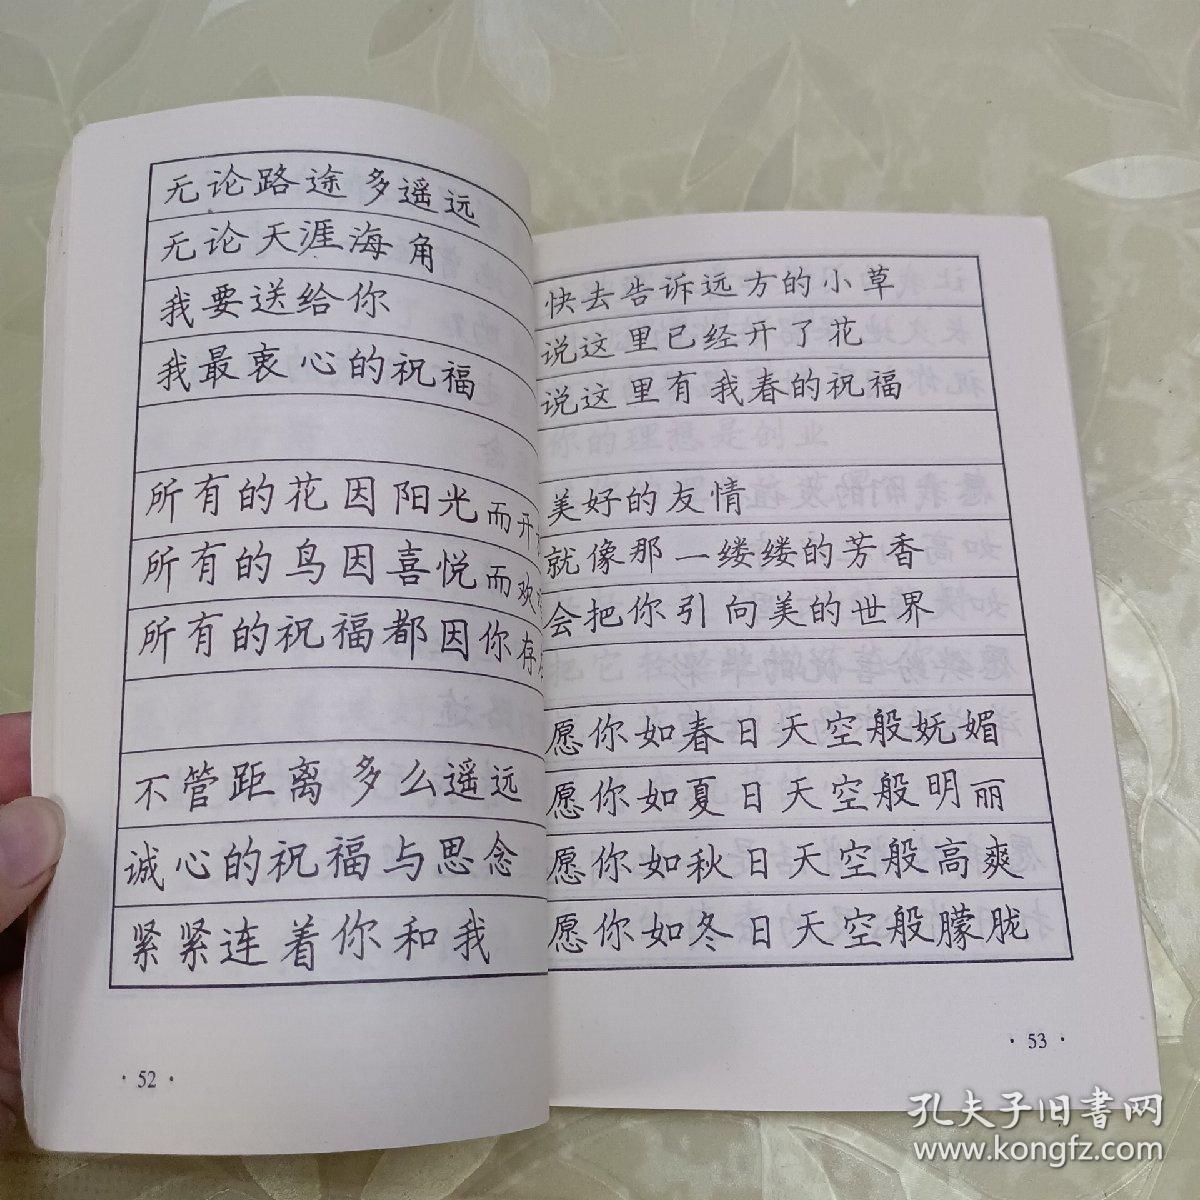 无论路途多遥远
无论天涯海角
我要送给你
我最衷心的祝福
所有的花因阳光而开
所有的鸟因喜悦而欢
所有的祝福都因你存
不管距离多么遥远
诚心的祝福与思念
紧紧连着你和我
·52·
快去告诉远方的小草
说这里已经开了花
说这里有我春的祝福
美好的友情
就像那一缕缕的芳香
会把你引向美的世界
愿你如春日天空般妩媚
愿你如夏日天空般明丽
愿你如秋日天空般高爽
愿你如冬日天空般朦胧
·53·
孔夫子旧書网
www.kongfz.com